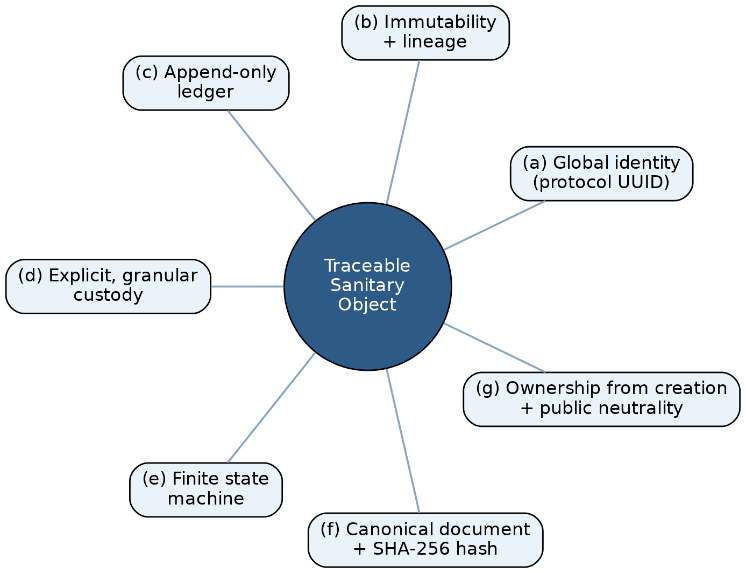 (b) Immutability
+ lineage
(c) Append-only
ledger
(a) Global identity
(protocol UUID)
Traceable
Sanitary
Object
(d) Explicit, granular
custody
(g) Ownership from creation
+ public neutrality
(e) Finite state
machine
(f) Canonical document
+ SHA-256 hash